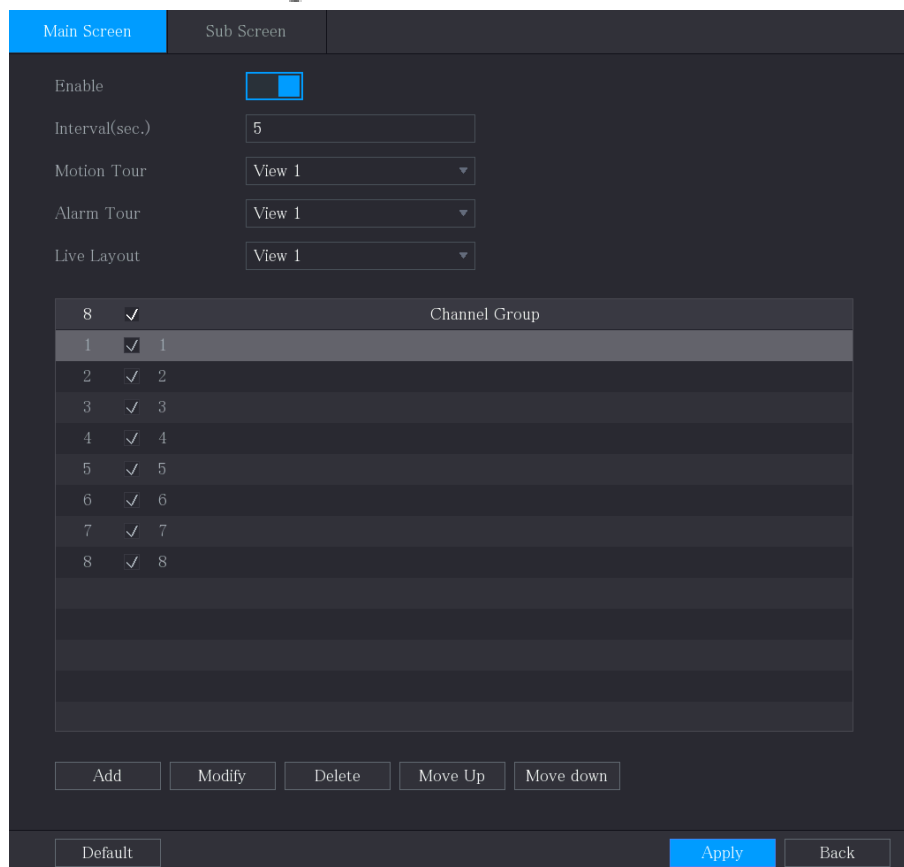 Main Screen Sub Screen
Enable
Interval(sec.) 5
Motion Tour View 1
Alarm Tour View 1
Live Layout View 1
8 Channel Group
1 1
2 2
3 3
4 4
5 5
6 6
7 7
8 8
Add Modify Delete Move Up Move down
Default Apply Back